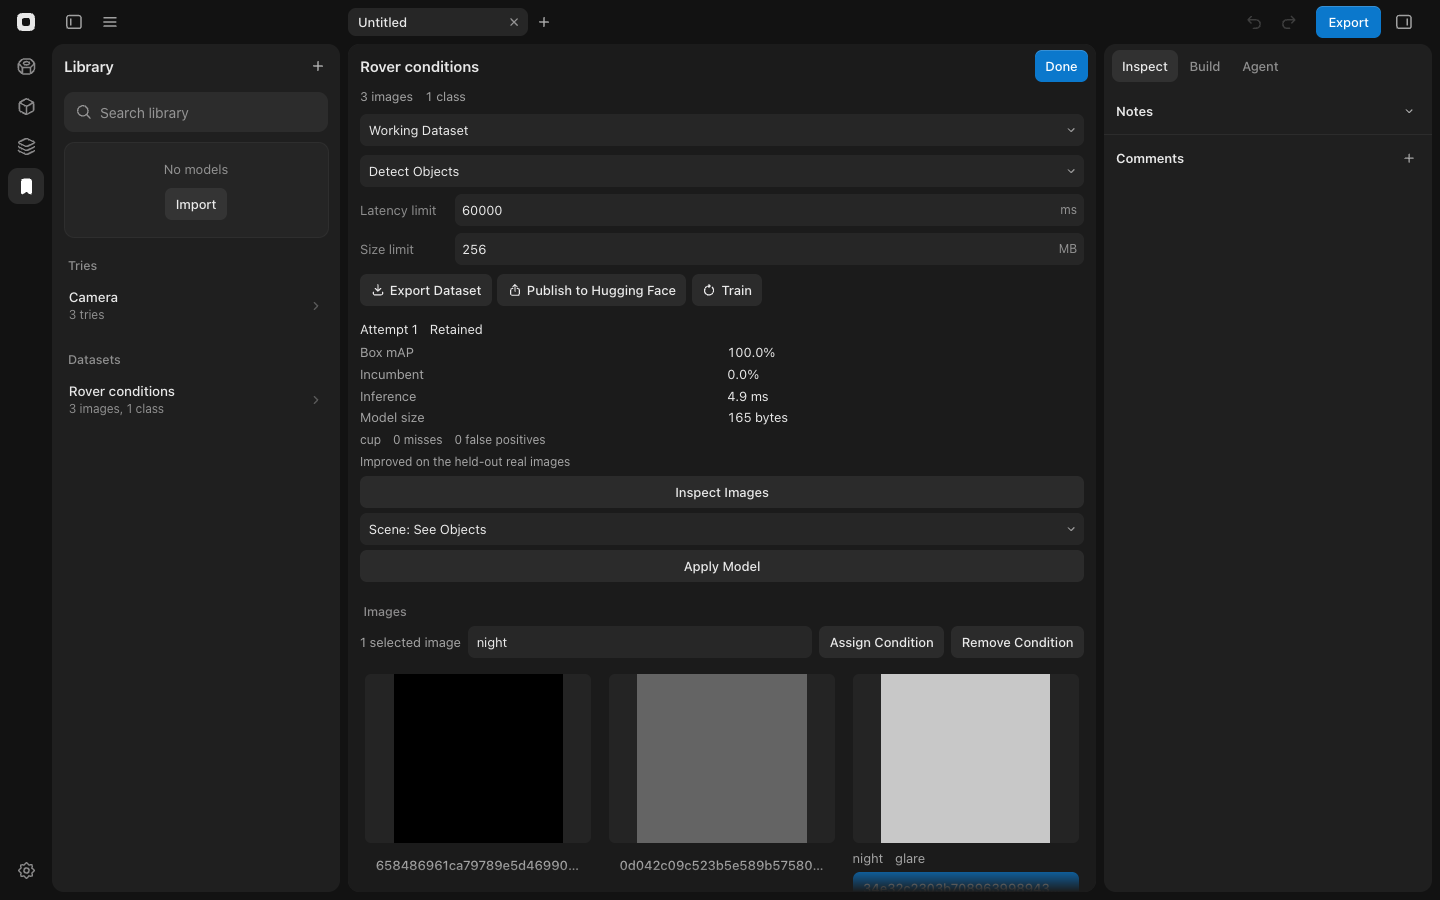 Untitled
Export
Library
Search library
No models
Import
Tries
Camera
3 tries
Datasets
Rover conditions
3 images, 1 class
Rover conditions
Done
3 images 1 class
Working Dataset
Detect Objects
Latency limit 60000 ms
Size limit 256 MB
Export Dataset Publish to Hugging Face Train
Attempt 1 Retained
Box mAP 100.0%
Incumbent 0.0%
Inference 4.9 ms
Model size 165 bytes
cup 0 misses 0 false positives
Improved on the held-out real images
Inspect Images
Scene: See Objects
Apply Model
Images
1 selected image night Assign Condition Remove Condition
night glare
658486961ca79789e5d46990... 0d042c09c523b5e589b57580...
Inspect Build Agent
Notes
Comments